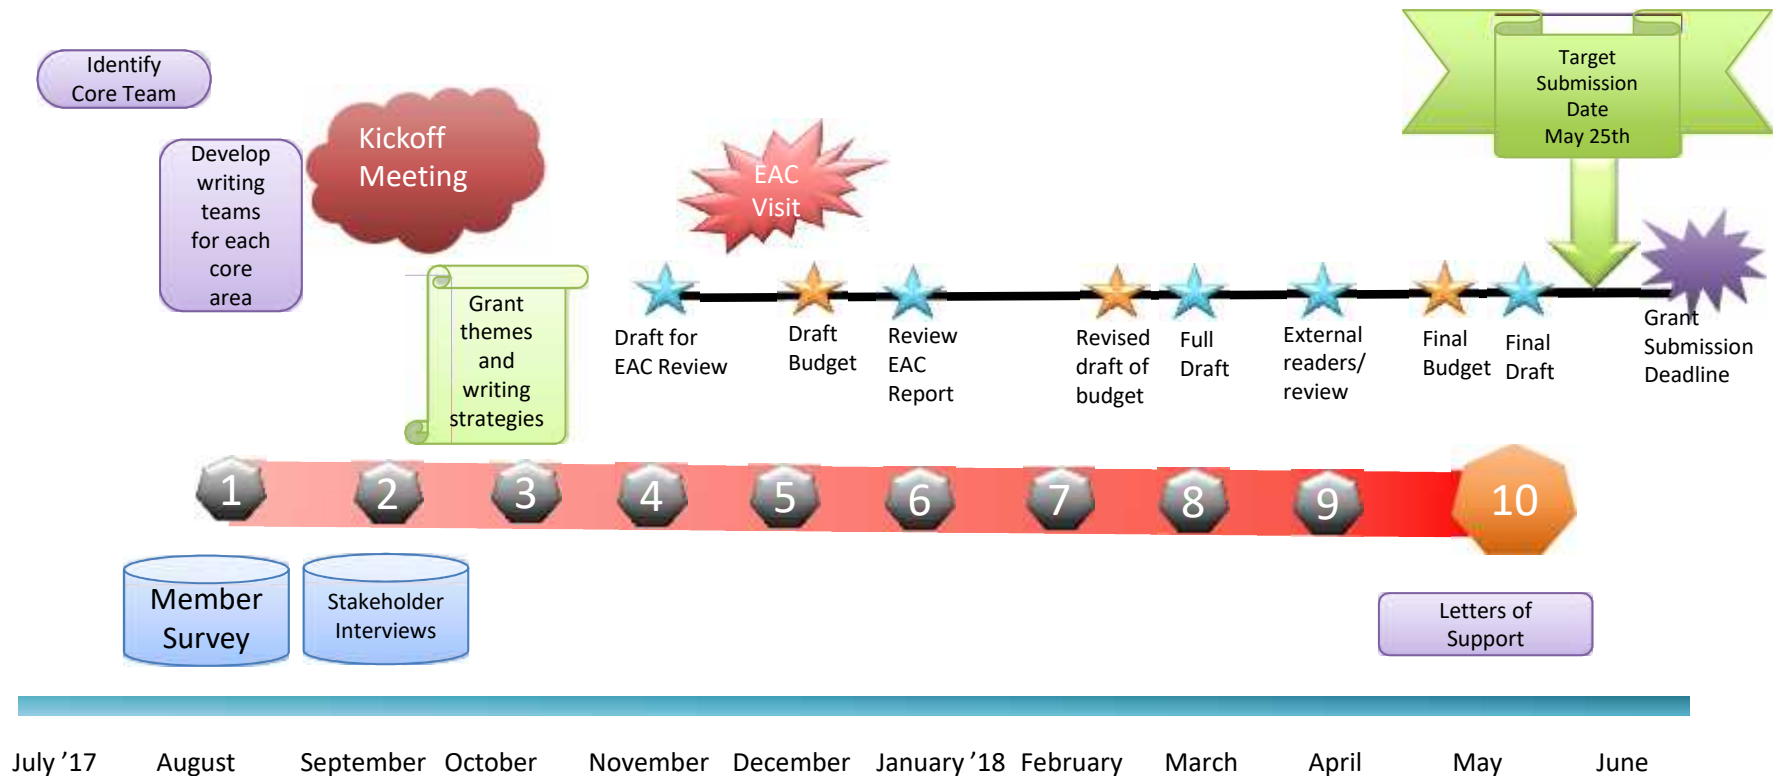 Identify
Core Team
Develop
writing
teams
for each
core
area
Kickoff
Meeting
Grant
themes
and
writing
strategies
EAC
Visit
Target
Submission
Date
May 25th
Draft for
EAC Review
Draft
Budget
Review
EAC
Report
Revised
draft of
budget
Full
Draft
External
readers/
review
Final
Budget
Final
Draft
Grant
Submission
Deadline
1
2
3
4
5
6
7
8
9
10
Member
Survey
Stakeholder
Interviews
Letters of
Support
July ’17 August September October November December January ’18 February March April May June